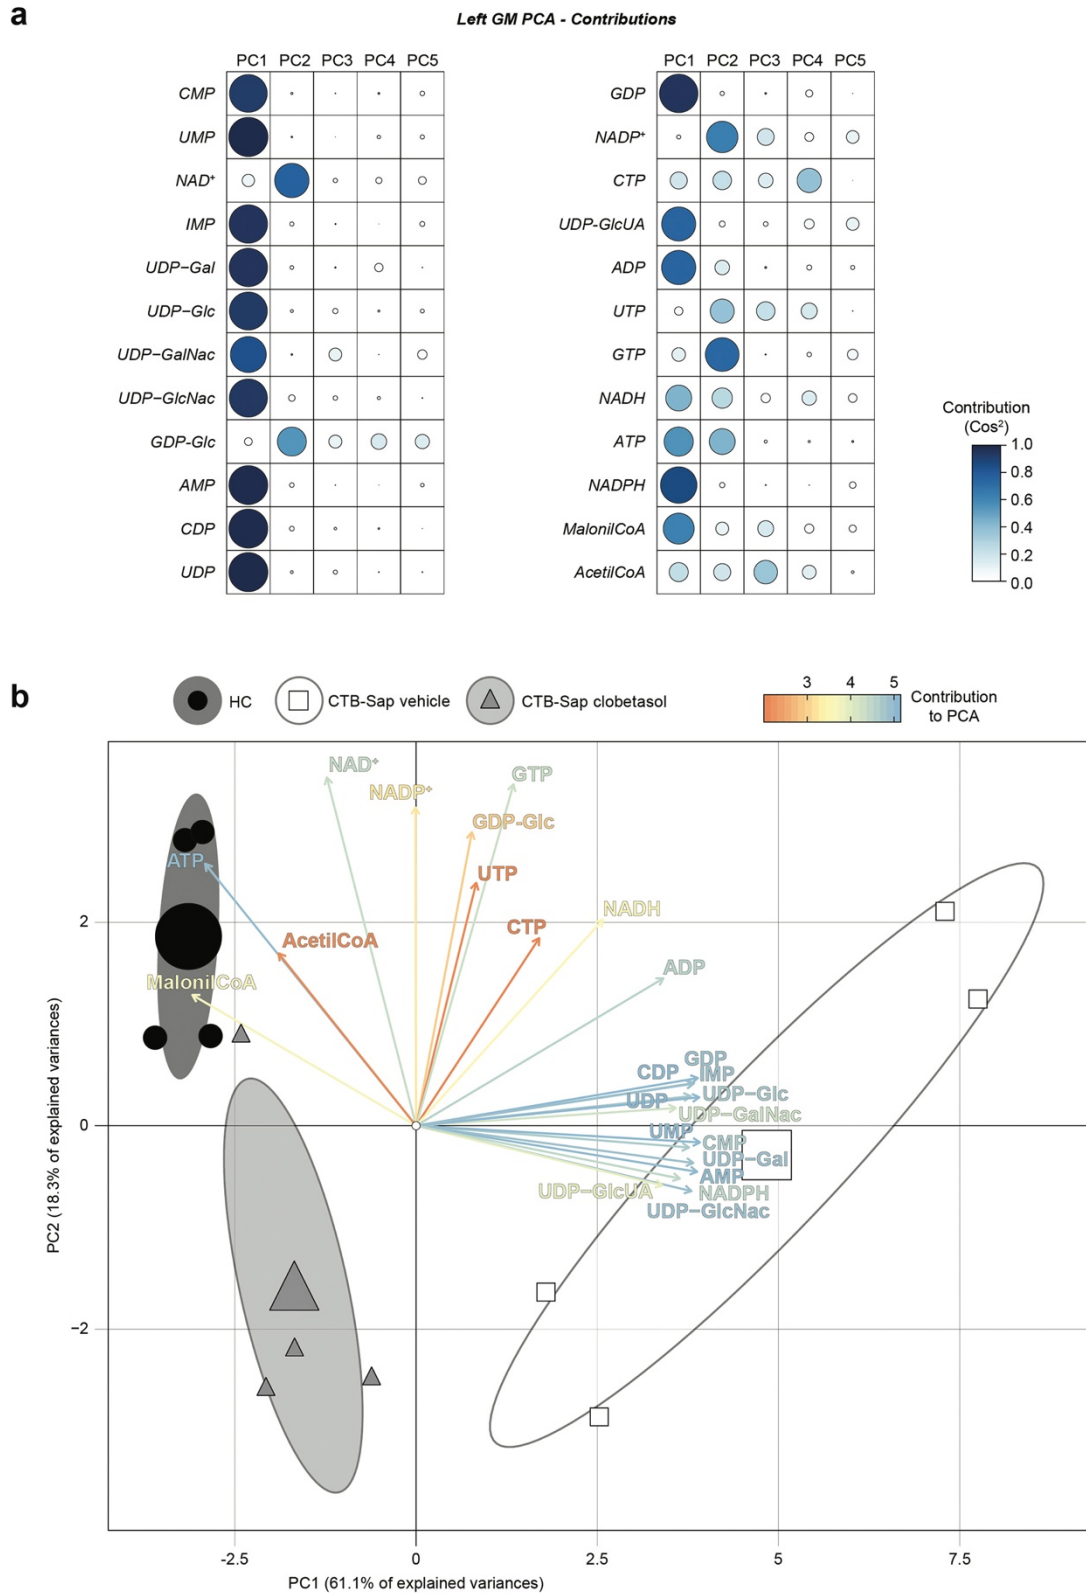 a
Left GM PCA - Contributions
PC1 PC2 PC3 PC4 PC5
CMP
UMP
NAD+
IMP
UDP–Gal
UDP–Glc
UDP–GalNac
UDP–GlcNac
GDP-Glc
AMP
CDP
UDP
PC1 PC2 PC3 PC4 PC5
GDP
NADP+
CTP
UDP-GlcUA
ADP
UTP
GTP
NADH
ATP
NADPH
MalonilCoA
AcetilCoA
Contribution
(Cos²)
1.0
0.8
0.6
0.4
0.2
0.0
b
HC
CTB-Sap vehicle
CTB-Sap clobetasol
3 4 5
Contribution
to PCA
NAD+
NADP+
GTP
GDP-Glc
ATP
UTP
NADH
CTP
AcetilCoA
ADP
MalonilCoA
GDP
CDP
IMP
UDP–Glc
UDP
UDP–GalNac
UMP
CMP
UDP–Gal
AMP
UDP–GlcUA
NADPH
UDP–GlcNac
2
0
−2
PC2 (18.3% of explained variances)
-2.5 0 2.5 5 7.5
PC1 (61.1% of explained variances)